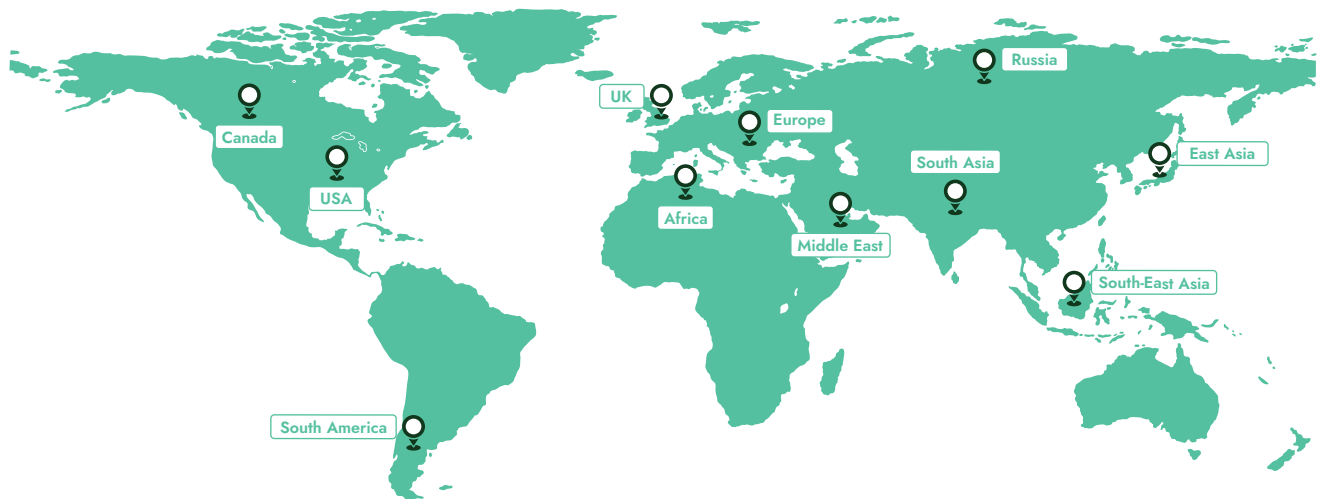 Russia
UK
Europe
Canada
East Asia
South Asia
USA
Africa
Middle East
South-East Asia
South America